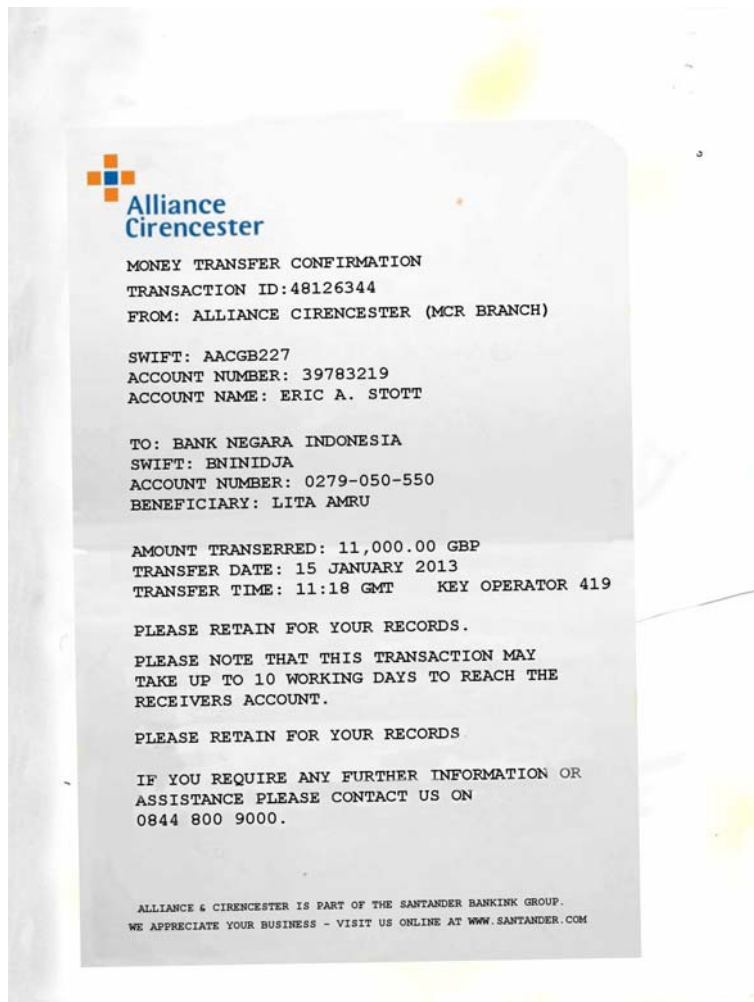 Alliance
Cirencester
MONEY TRANSFER CONFIRMATION
TRANSACTION ID:48126344
FROM: ALLIANCE CIRENCESTER (MCR BRANCH)
SWIFT: AACGB227
ACCOUNT NUMBER: 39783219
ACCOUNT NAME: ERIC A. STOTT
TO: BANK NEGARA INDONESIA
SWIFT: BNINIDJA
ACCOUNT NUMBER: 0279-050-550
BENEFICIARY: LITA AMRU
AMOUNT TRANSERRED: 11,000.00 GBP
TRANSFER DATE: 15 JANUARY 2013
TRANSFER TIME: 11:18 GMT KEY OPERATOR 419
PLEASE RETAIN FOR YOUR RECORDS.
PLEASE NOTE THAT THIS TRANSACTION MAY
TAKE UP TO 10 WORKING DAYS TO REACH THE
RECEIVERS ACCOUNT.
PLEASE RETAIN FOR YOUR RECORDS
IF YOU REQUIRE ANY FURTHER INFORMATION OR
ASSISTANCE PLEASE CONTACT US ON
0844 800 9000.
ALLIANCE & CIRENCESTER IS PART OF THE SANTANDER BANKINK GROUP.
WE APPRECIATE YOUR BUSINESS - VISIT US ONLINE AT WWW.SANTANDER.COM